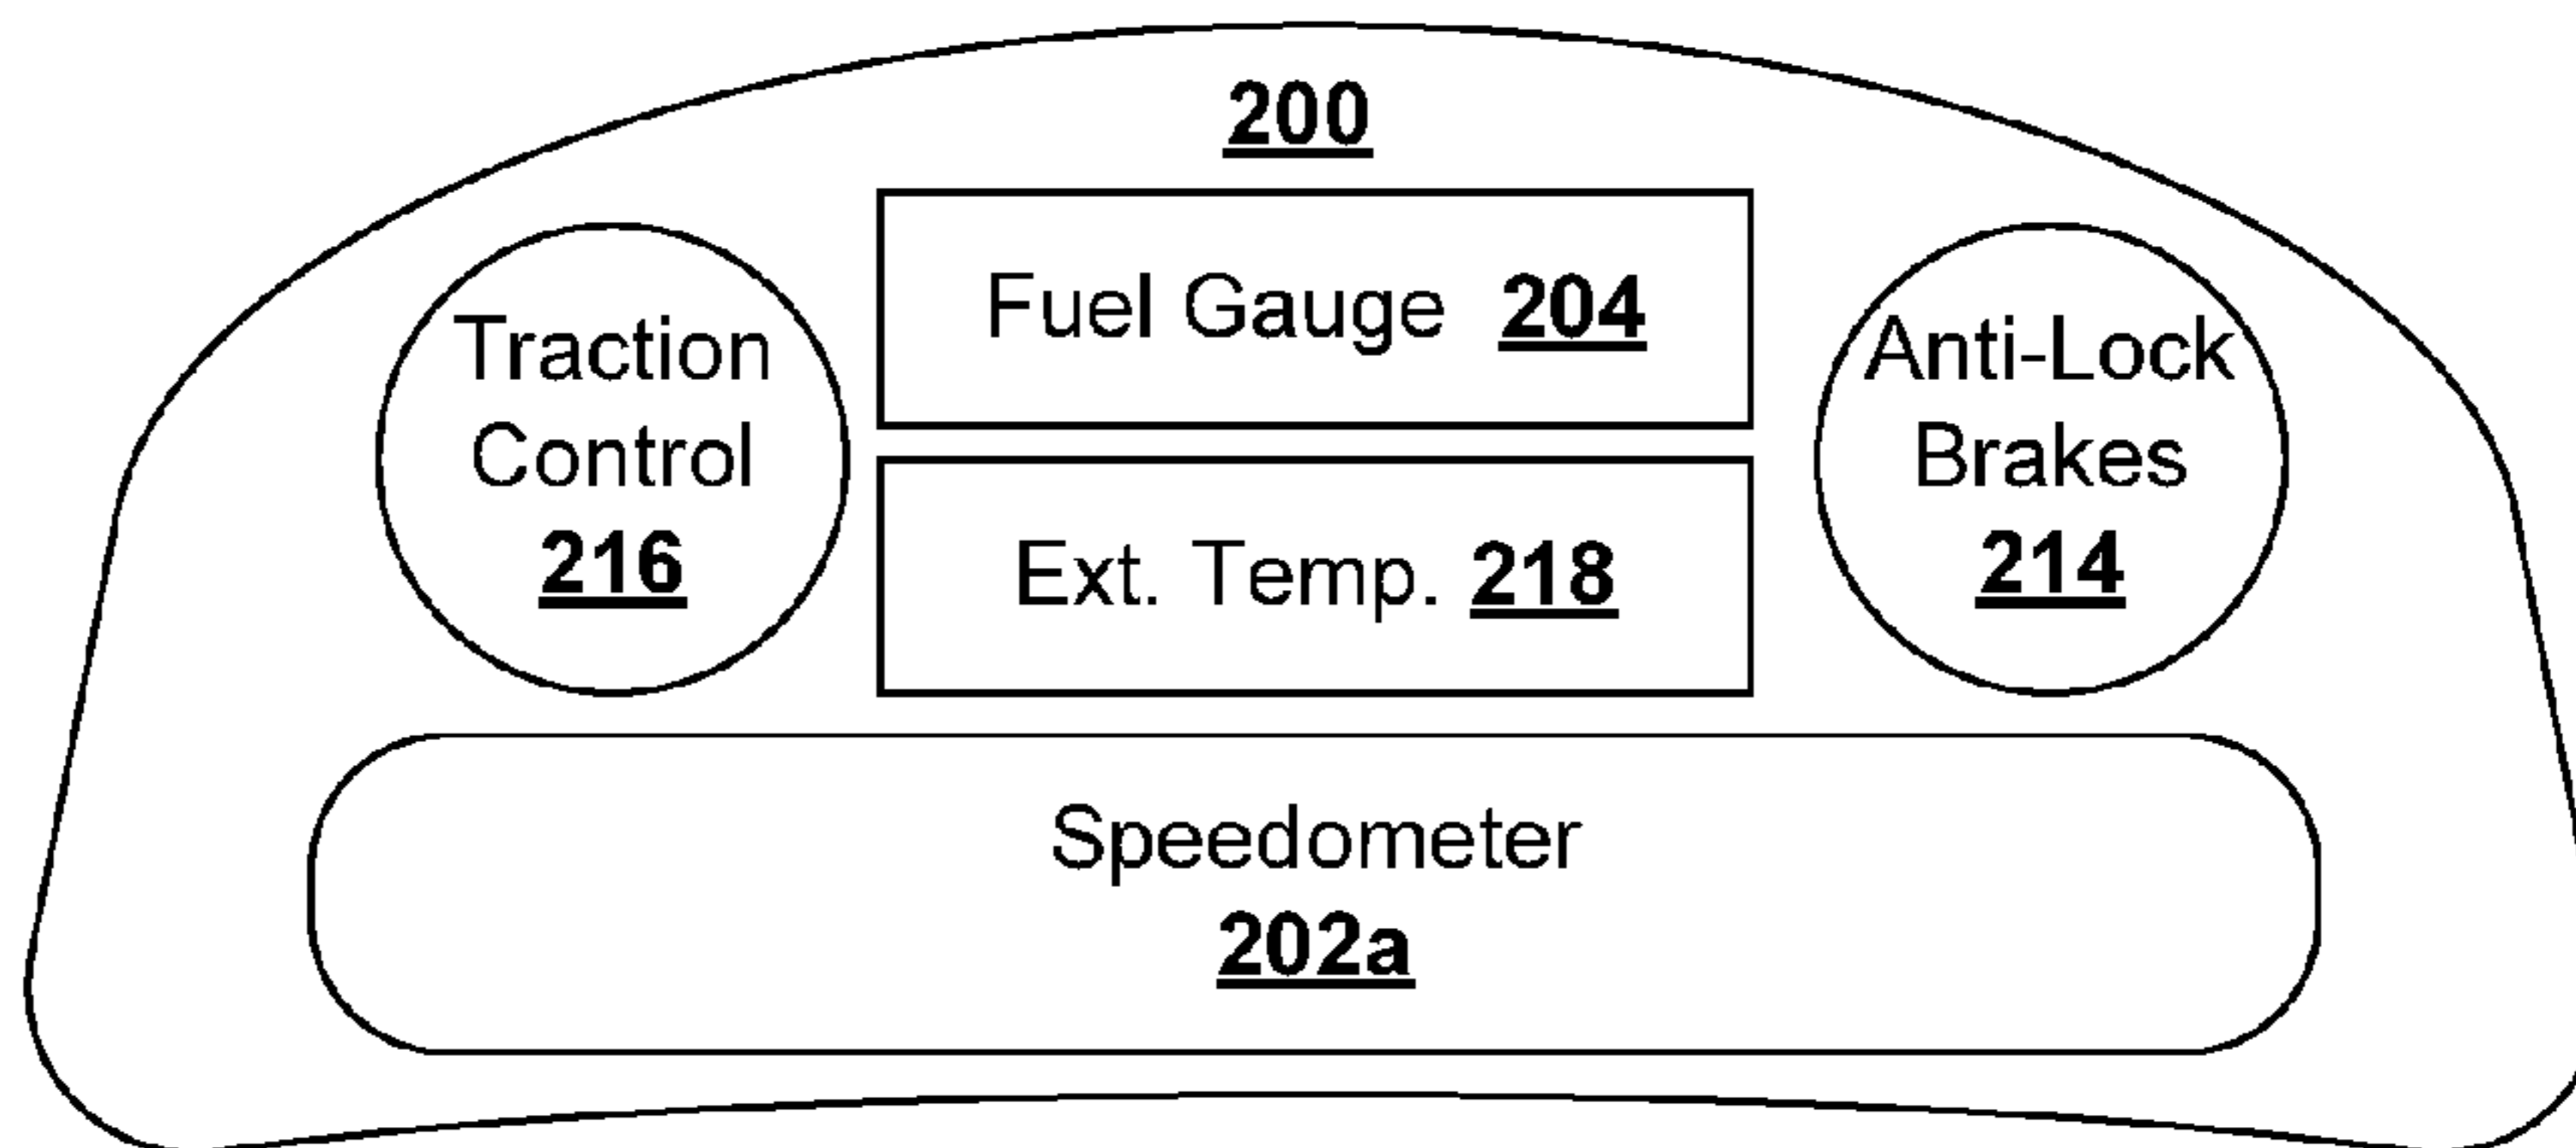 200
Traction
Control
216
Fuel Gauge 204
Ext. Temp. 218
Anti-Lock
Brakes
214
Speedometer
202a